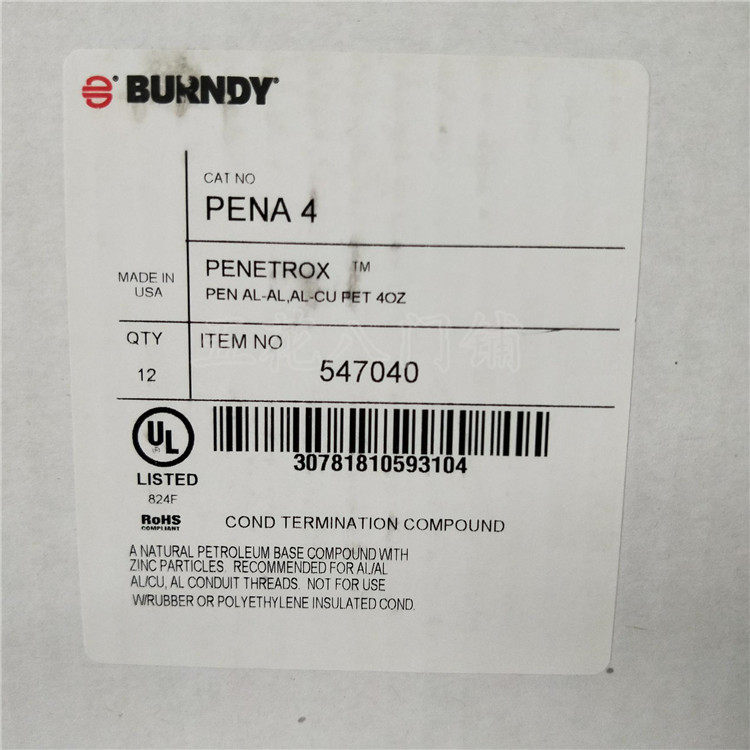 BURNDY®
CAT NO
PENA 4
MADE IN
USA
PENETROX ™
PEN AL-AL,AL-CU PET 4OZ
QTY
12
ITEM NO
547040
UL
LISTED
824F
RoHS
COMPLIANT
30781810593104
COND TERMINATION COMPOUND
A NATURAL PETROLEUM BASE COMPOUND WITH
ZINC PARTICLES. RECOMMENDED FOR AL/AL
AL/CU, AL CONDUIT THREADS. NOT FOR USE
W/RUBBER OR POLYETHYLENE INSULATED COND.